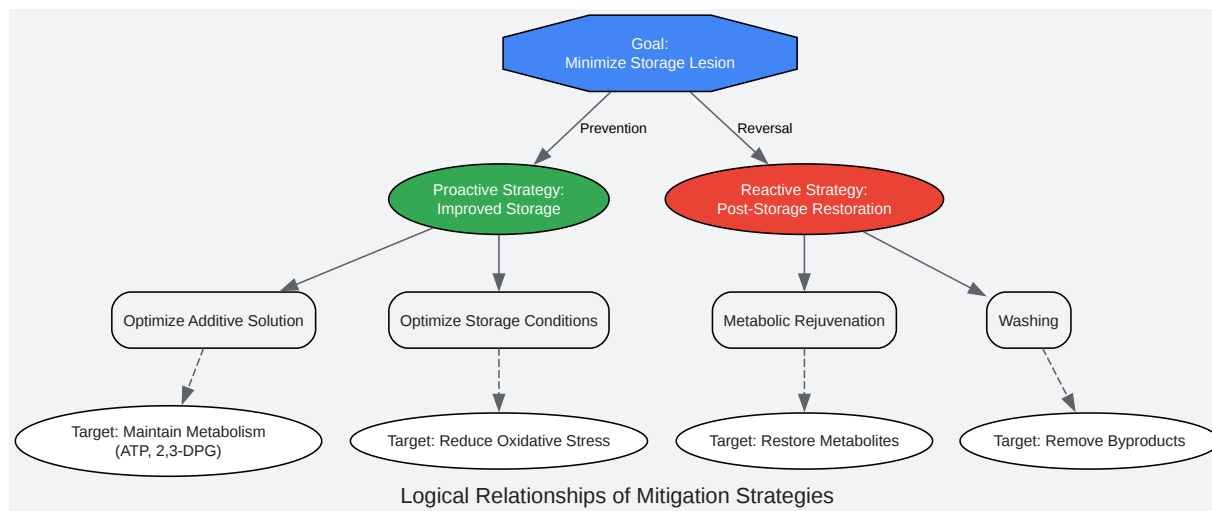 Goal:
Minimize Storage Lesion
Prevention
Reversal
Proactive Strategy:
Improved Storage
Reactive Strategy:
Post-Storage Restoration
Optimize Additive Solution
Optimize Storage Conditions
Metabolic Rejuvenation
Washing
Target: Maintain Metabolism
(ATP, 2,3-DPG)
Target: Reduce Oxidative Stress
Target: Restore Metabolites
Target: Remove Byproducts
Logical Relationships of Mitigation Strategies